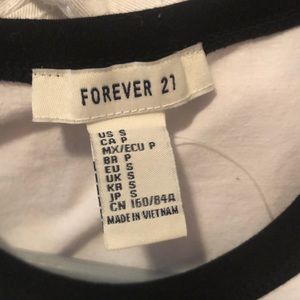 FOREVER 21
US S
CA P
MX/ECU P
BR P
EU S
UK S
KR S
JP S
CN 160/84A
MADE IN VIETNAM